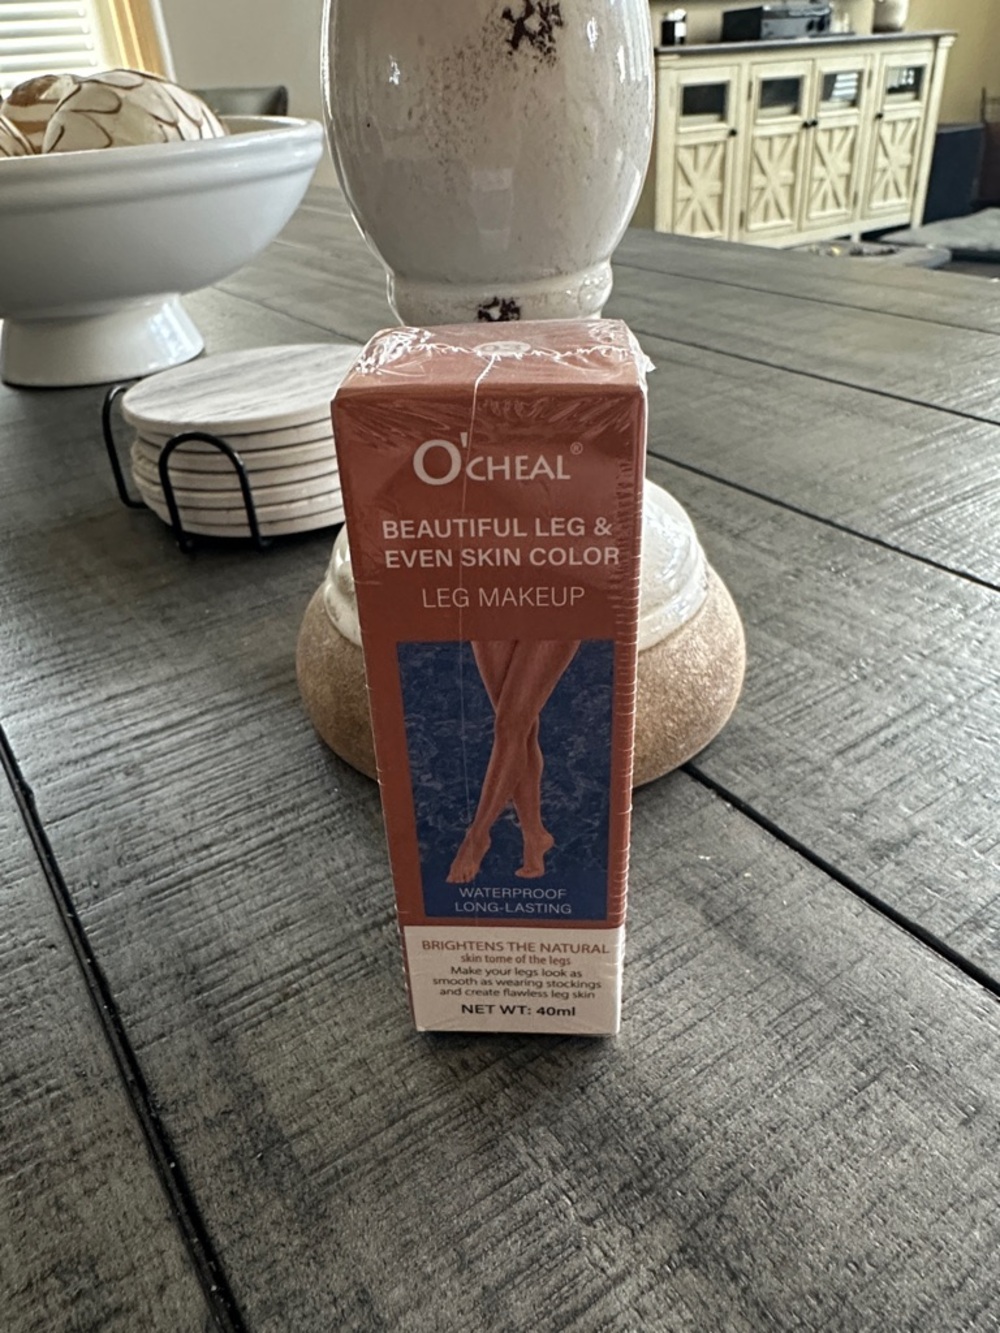 O'CHEAL®
BEAUTIFUL LEG &
EVEN SKIN COLOR
LEG MAKEUP
WATERPROOF
LONG-LASTING
BRIGHTENS THE NATURAL
skin tome of the legs
Make your legs look as
smooth as wearing stockings
and create flawless leg skin
NET WT: 40ml